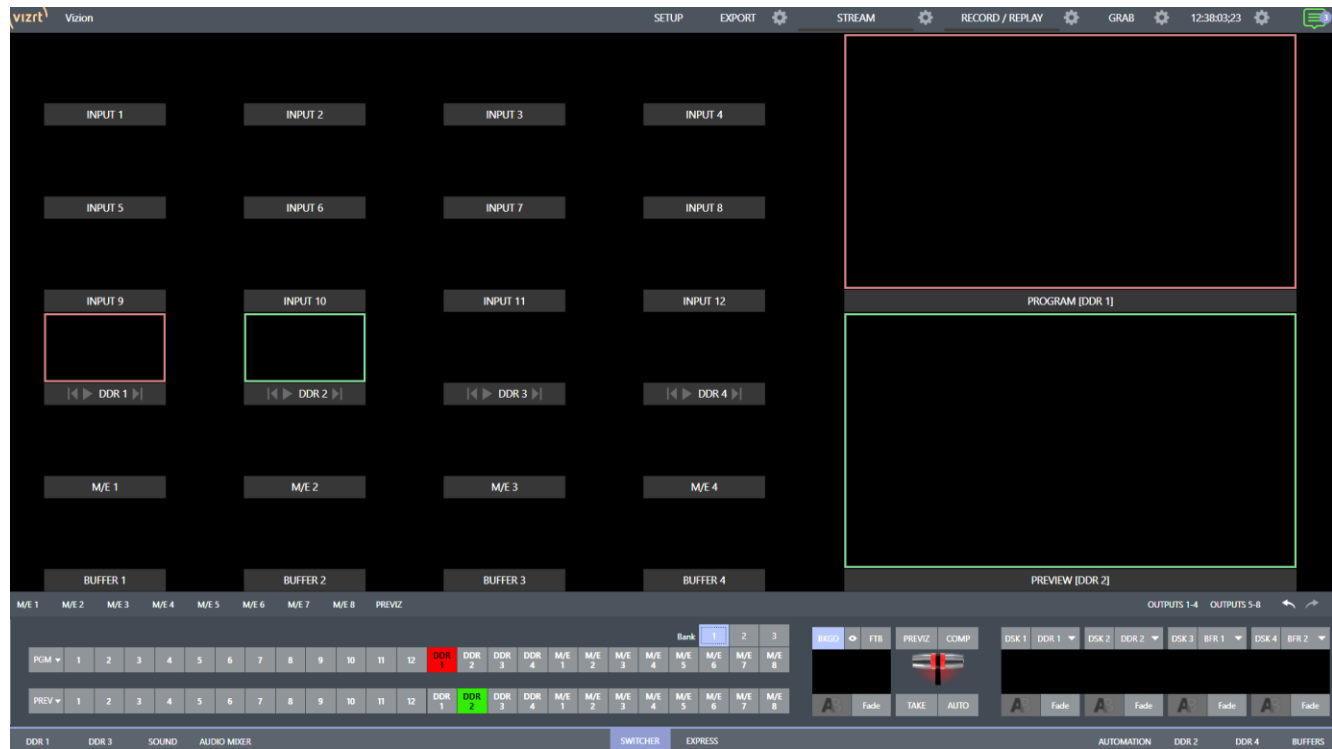 vizrt Vizion SETUP EXPORT STREAM RECORD / REPLAY GRAB 12:38:03;23 3
INPUT 1 INPUT 2 INPUT 3 INPUT 4
INPUT 5 INPUT 6 INPUT 7 INPUT 8
INPUT 9 INPUT 10 INPUT 11 INPUT 12 PROGRAM [DDR 1]
DDR 1 DDR 2 DDR 3 DDR 4
M/E 1 M/E 2 M/E 3 M/E 4
BUFFER 1 BUFFER 2 BUFFER 3 BUFFER 4 PREVIEW [DDR 2]
M/E 1 M/E 2 M/E 3 M/E 4 M/E 5 M/E 6 M/E 7 M/E 8 PREVIZ OUTPUTS 1-4 OUTPUTS 5-8
Bank 1 2 3 BKGD FTB PREVIZ COMP DSK 1 DDR 1 DSK 2 DDR 2 DSK 3 BFR 1 DSK 4 BFR 2
PGM 1 2 3 4 5 6 7 8 9 10 11 12 DDR 1 DDR 2 DDR 3 DDR 4 M/E 1 M/E 2 M/E 3 M/E 4 M/E 5 M/E 6 M/E 7 M/E 8
PREV 1 2 3 4 5 6 7 8 9 10 11 12 DDR 1 DDR 2 DDR 3 DDR 4 M/E 1 M/E 2 M/E 3 M/E 4 M/E 5 M/E 6 M/E 7 M/E 8 A Fade TAKE AUTO A Fade A Fade A Fade A Fade
DDR 1 DDR 3 SOUND AUDIO MIXER SWITCHER EXPRESS AUTOMATION DDR 2 DDR 4 BUFFERS